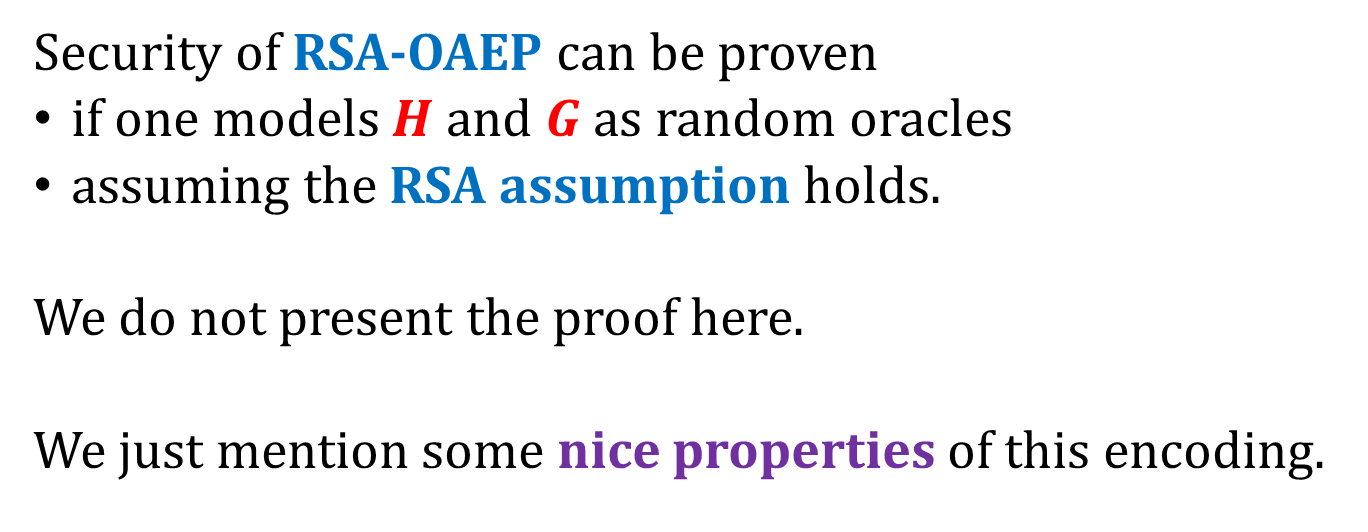 Security of RSA-OAEP can be proven
• if one models H and G as random oracles
• assuming the RSA assumption holds.
We do not present the proof here.
We just mention some nice properties of this encoding.